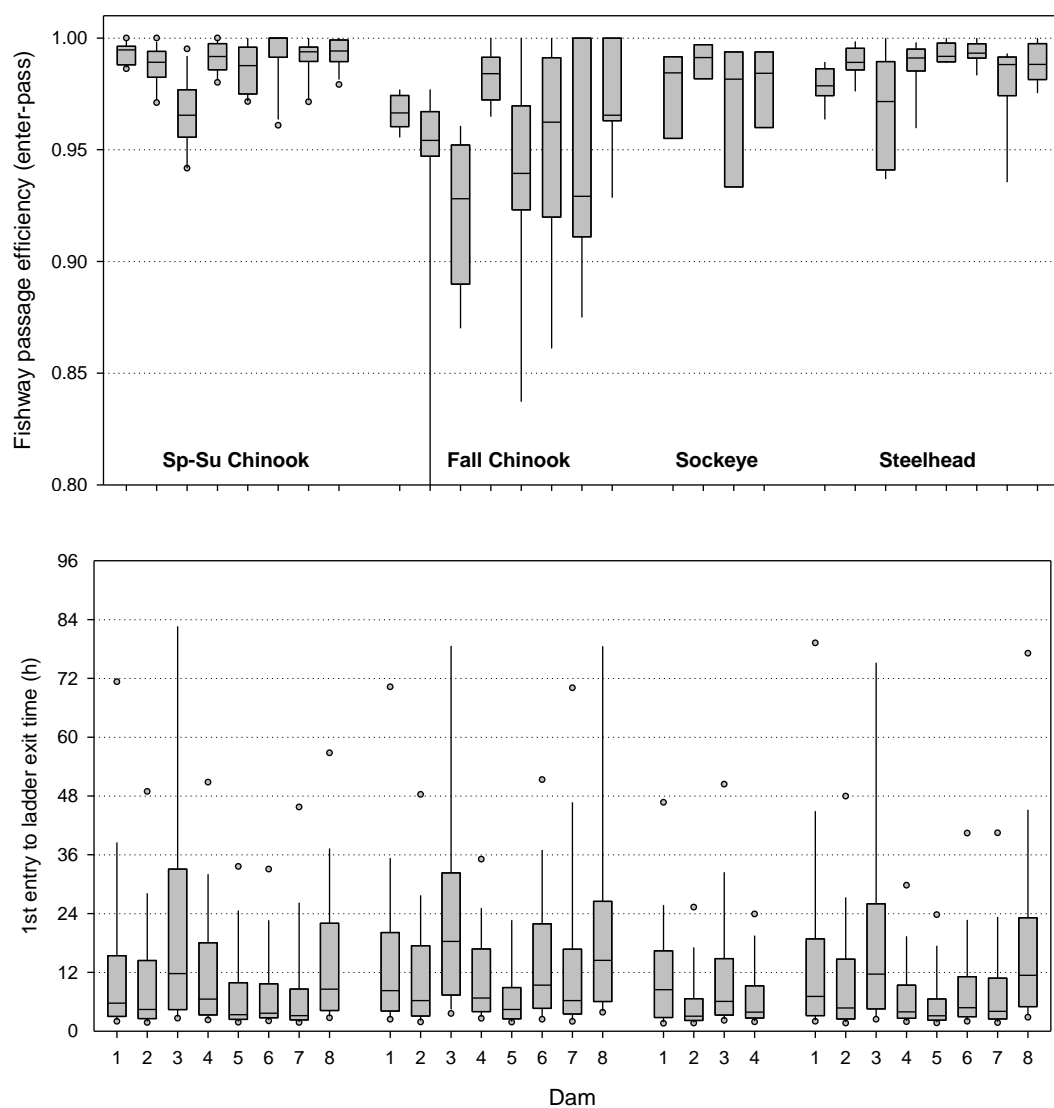 Fishway passage efficiency (enter-pass)
1.00
0.95
0.90
0.85
0.80
Sp-Su Chinook Fall Chinook Sockeye Steelhead
1st entry to ladder exit time (h)
96
84
72
60
48
36
24
12
0
1 2 3 4 5 6 7 8 1 2 3 4 5 6 7 8 1 2 3 4 1 2 3 4 5 6 7 8
Dam